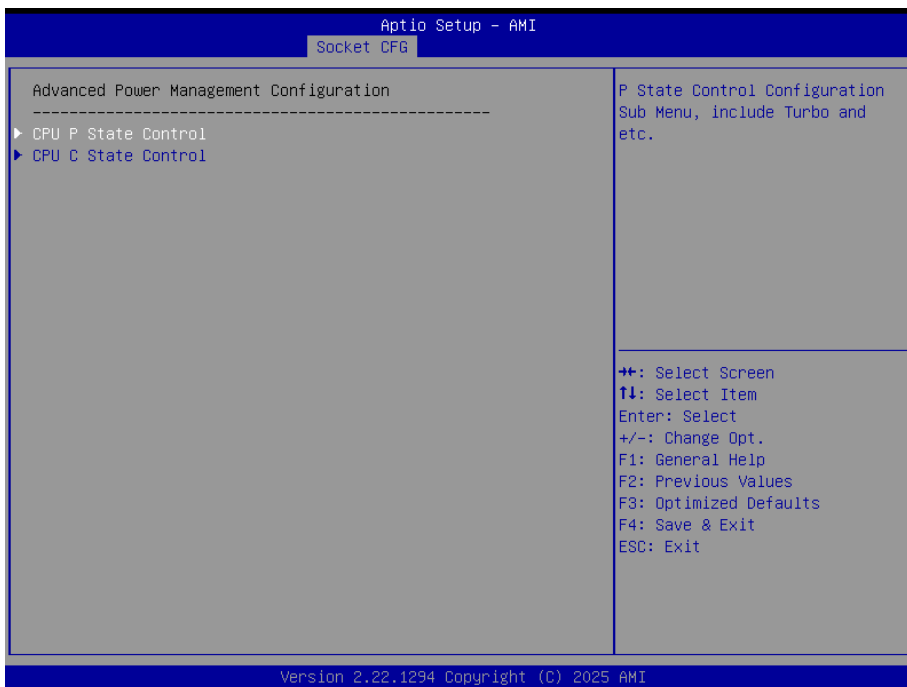 Aptio Setup – AMI
Socket CFG
Advanced Power Management Configuration
--------------------------------------------------
▶ CPU P State Control
▶ CPU C State Control
P State Control Configuration
Sub Menu, include Turbo and
etc.
→←: Select Screen
↑↓: Select Item
Enter: Select
+/-: Change Opt.
F1: General Help
F2: Previous Values
F3: Optimized Defaults
F4: Save & Exit
ESC: Exit
Version 2.22.1294 Copyright (C) 2025 AMI